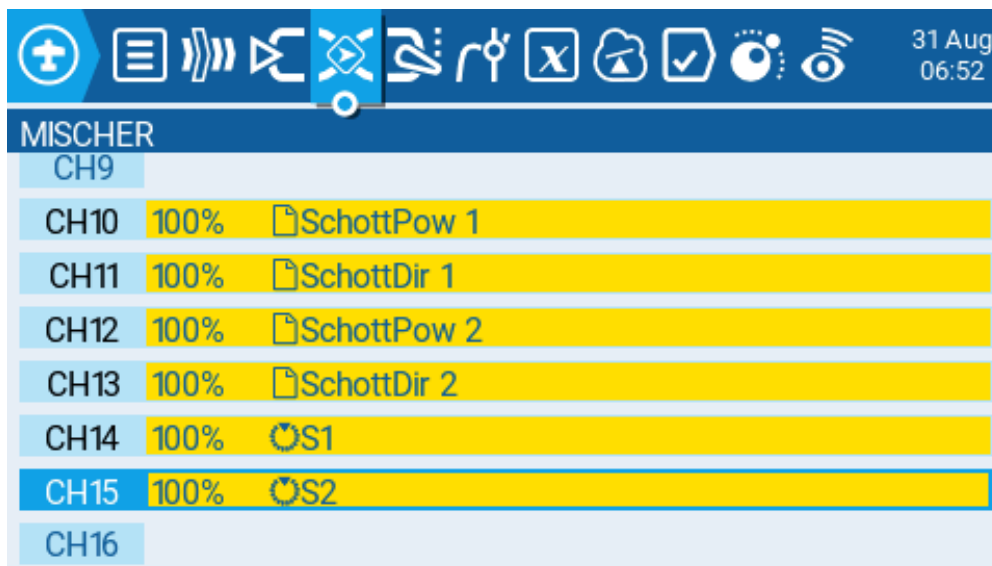 31 Aug
06:52
MISCHER
CH9
CH10 100% SchottPow 1
CH11 100% SchottDir 1
CH12 100% SchottPow 2
CH13 100% SchottDir 2
CH14 100% S1
CH15 100% S2
CH16